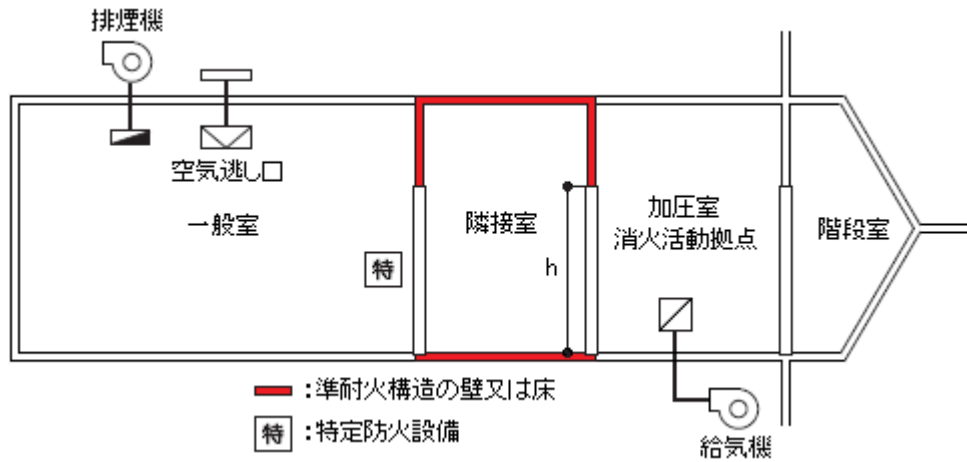 排煙機
空気逃し口
一般室
隣接室
加圧室
消火活動拠点
階段室
特
h
：準耐火構造の壁又は床
特 ：特定防火設備
給気機